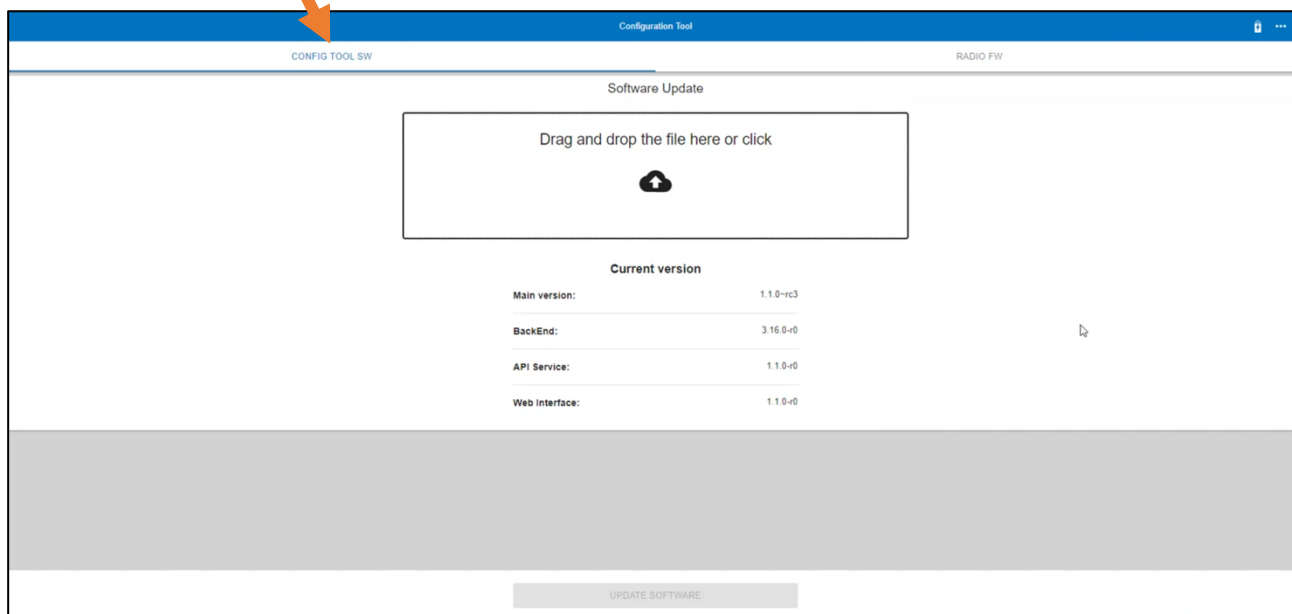 Configuration Tool
CONFIG TOOL SW RADIO FW
Software Update
Drag and drop the file here or click
Current version
Main version: 1.1.0~rc3
BackEnd: 3.16.0-r0
API Service: 1.1.0-r0
Web Interface: 1.1.0-r0
UPDATE SOFTWARE